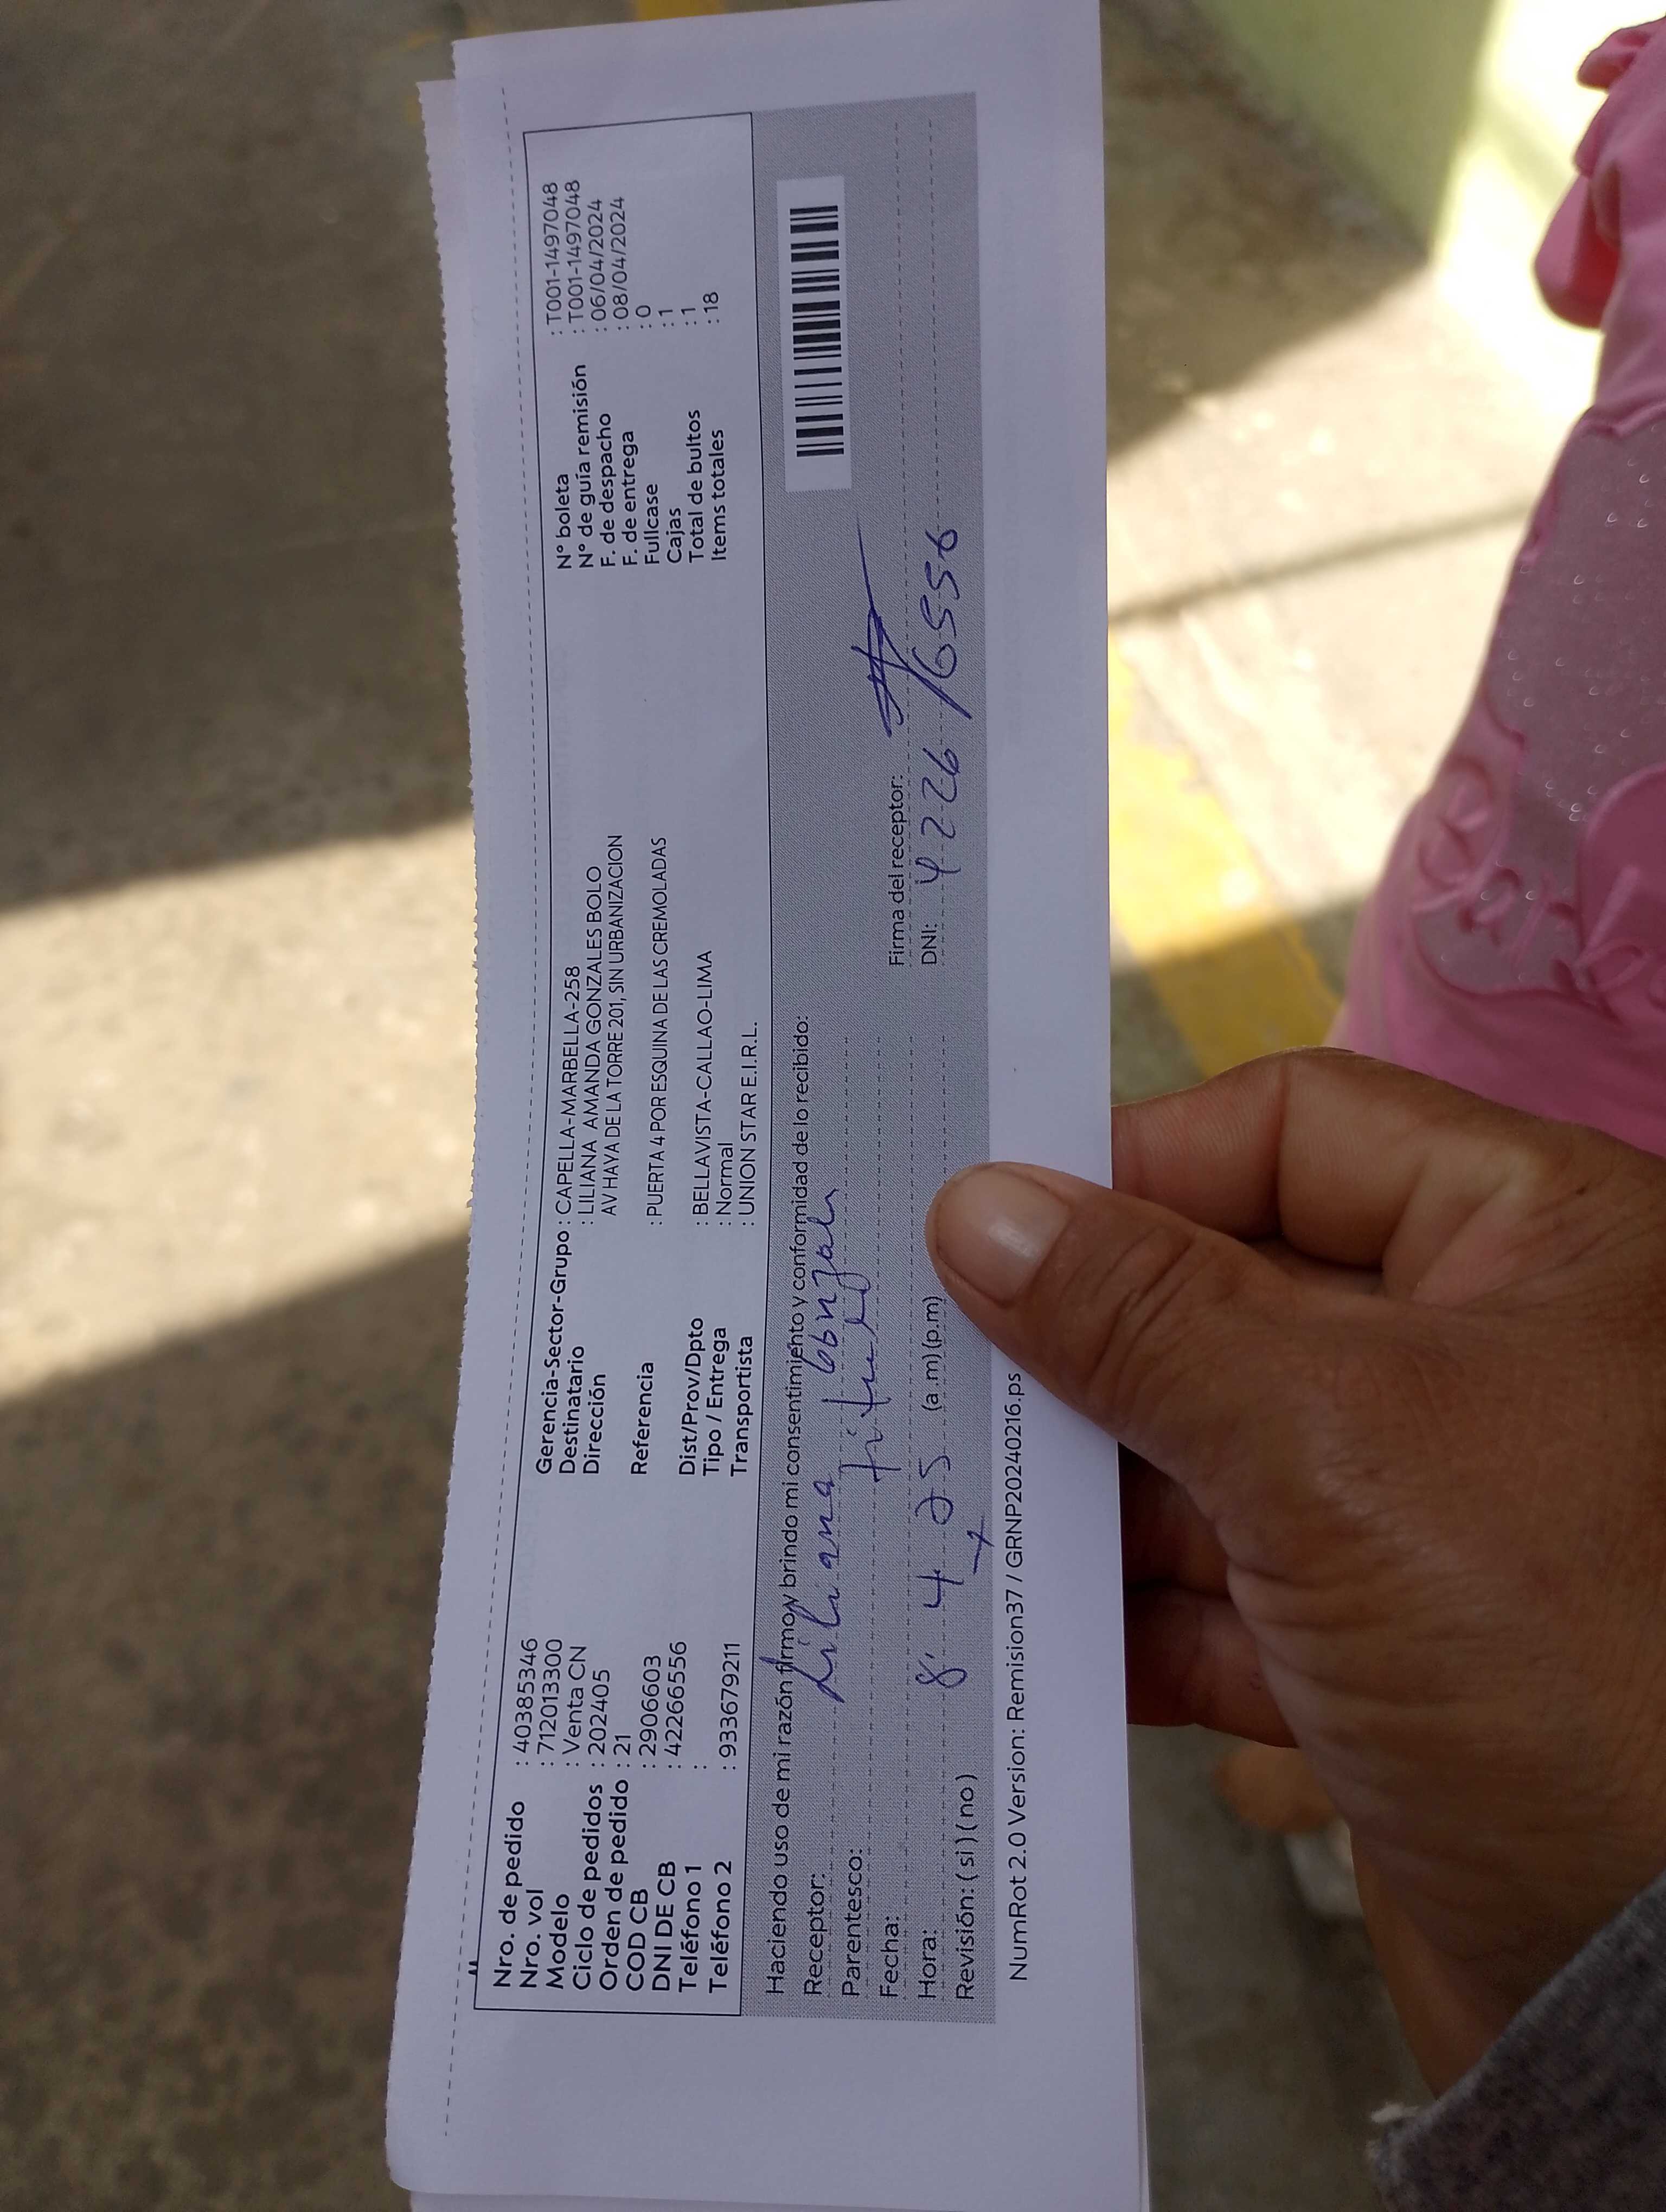 Nro. de pedido : 40385346
Nro. vol : 712013300
Modelo : Venta CN
Ciclo de pedidos : 202405
Orden de pedido : 21
COD CB : 2906603
DNI DE CB : 42266556
Teléfono 1 :
Teléfono 2 : 933679211
Gerencia-Sector-Grupo : CAPELLA-MARBELLA-258
Destinatario : LILIANA AMANDA GONZALES BOLO
Dirección AV HAYA DE LA TORRE 201, SIN URBANIZACION
Referencia : PUERTA 4 POR ESQUINA DE LAS CREMOLADAS
Dist/Prov/Dpto : BELLAVISTA-CALLAO-LIMA
Tipo / Entrega : Normal
Transportista : UNION STAR E.I.R.L.
N° boleta : T001-1497048
N° de guía remisión : T001-1497048
F. de despacho : 06/04/2024
F. de entrega : 08/04/2024
Fullcase : 0
Cajas : 1
Total de bultos : 1
Items totales : 18
Haciendo uso de mi razón firmo y brindo mi consentimiento y conformidad de lo recibido:
Receptor: Liliana Gonzales
Parentesco: titular
Fecha:
Hora: 8. 4 25 (a.m) (p.m)
Revisión: ( si ) ( no )
Firma del receptor:
DNI: 42266556
NumRot 2.0 Version: Remision37 / GRNP20240216.ps